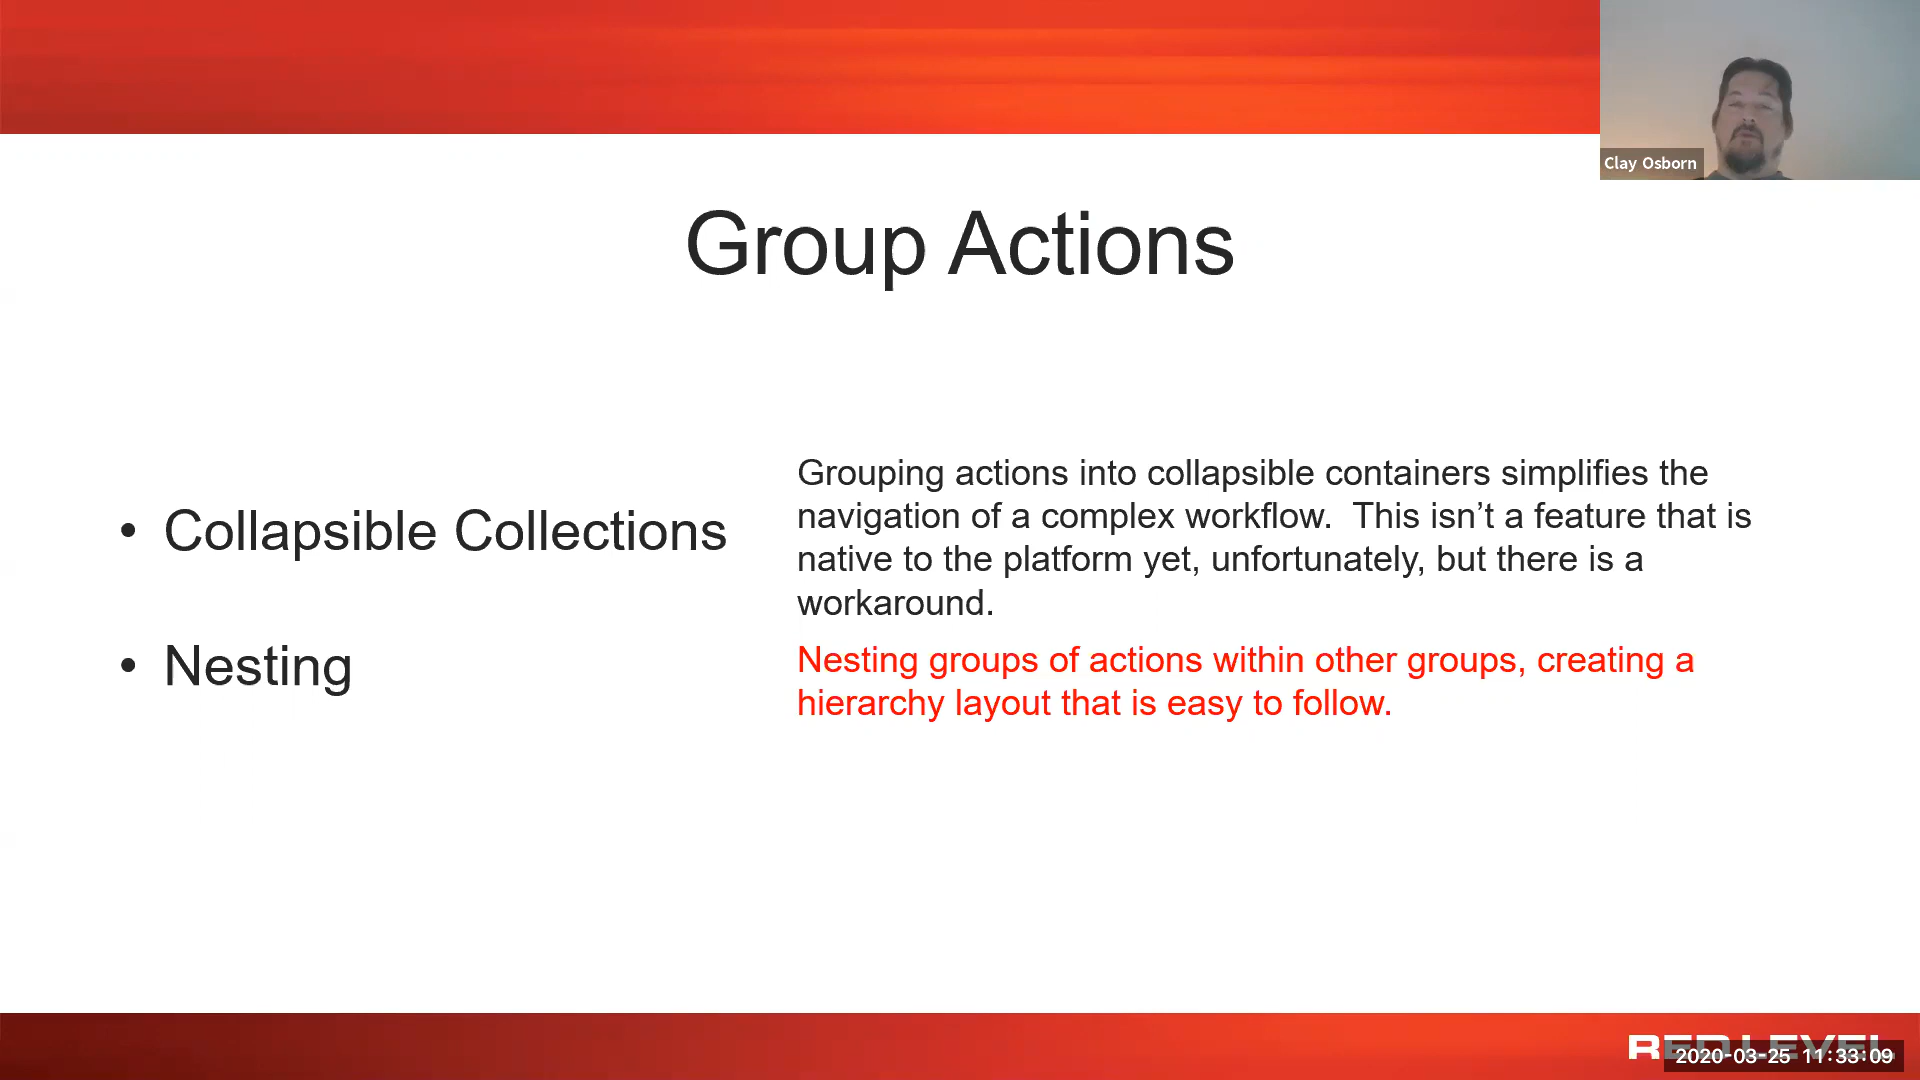 Clay Osborn
Group Actions
• Collapsible Collections
Grouping actions into collapsible containers simplifies the
navigation of a complex workflow.  This isn’t a feature that is
native to the platform yet, unfortunately, but there is a
workaround.
• Nesting
Nesting groups of actions within other groups, creating a
hierarchy layout that is easy to follow.
RED LEVEL
2020-03-25 11:33:09